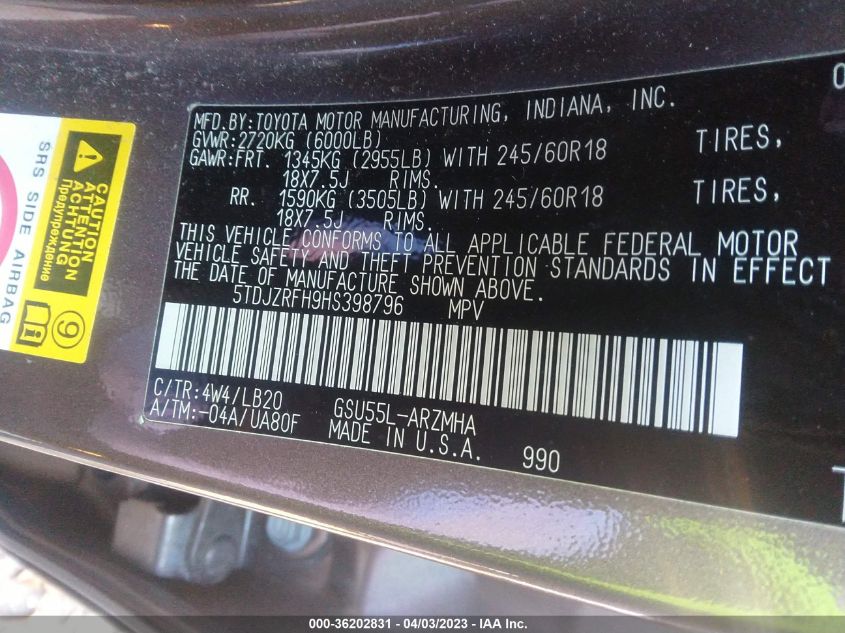 MFD.BY:TOYOTA MOTOR MANUFACTURING, INDIANA, INC.
GVWR:2720KG (6000LB)
GAWR:FRT. 1345KG (2955LB) WITH 245/60R18 TIRES,
18X7.5J RIMS.
RR. 1590KG (3505LB) WITH 245/60R18 TIRES,
18X7.5J RIMS.
THIS VEHICLE CONFORMS TO ALL APPLICABLE FEDERAL MOTOR
VEHICLE SAFETY AND THEFT PREVENTION STANDARDS IN EFFECT
THE DATE OF MANUFACTURE SHOWN ABOVE.
5TDJZRFH9HS398796 MPV
C/TR:4W4/LB20 GSU55L-ARZMHA
A/TM:-04A/UA80F MADE IN U.S.A. 990
SRS SIDE AIRBAG
CAUTION
ATTENTION
ACHTUNG
Предупреждение
9
000-36202831 - 04/03/2023 - IAA Inc.